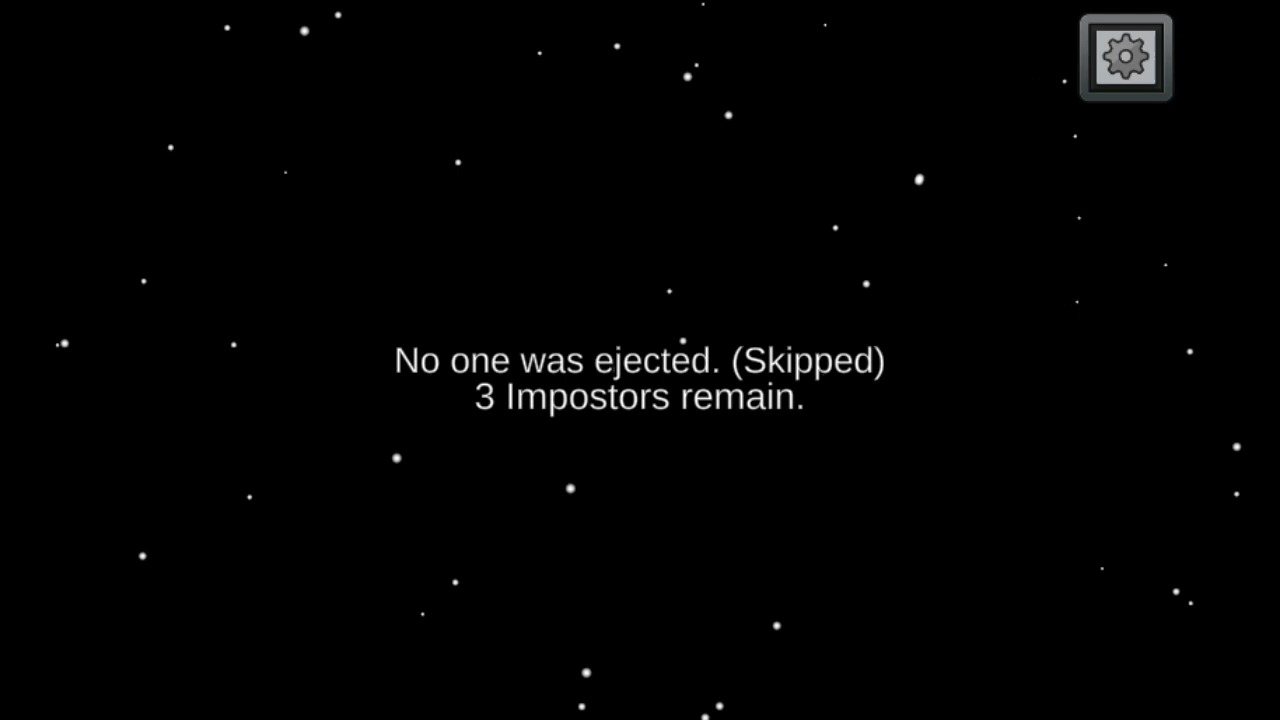 No one was ejected. (Skipped)
3 Impostors remain.